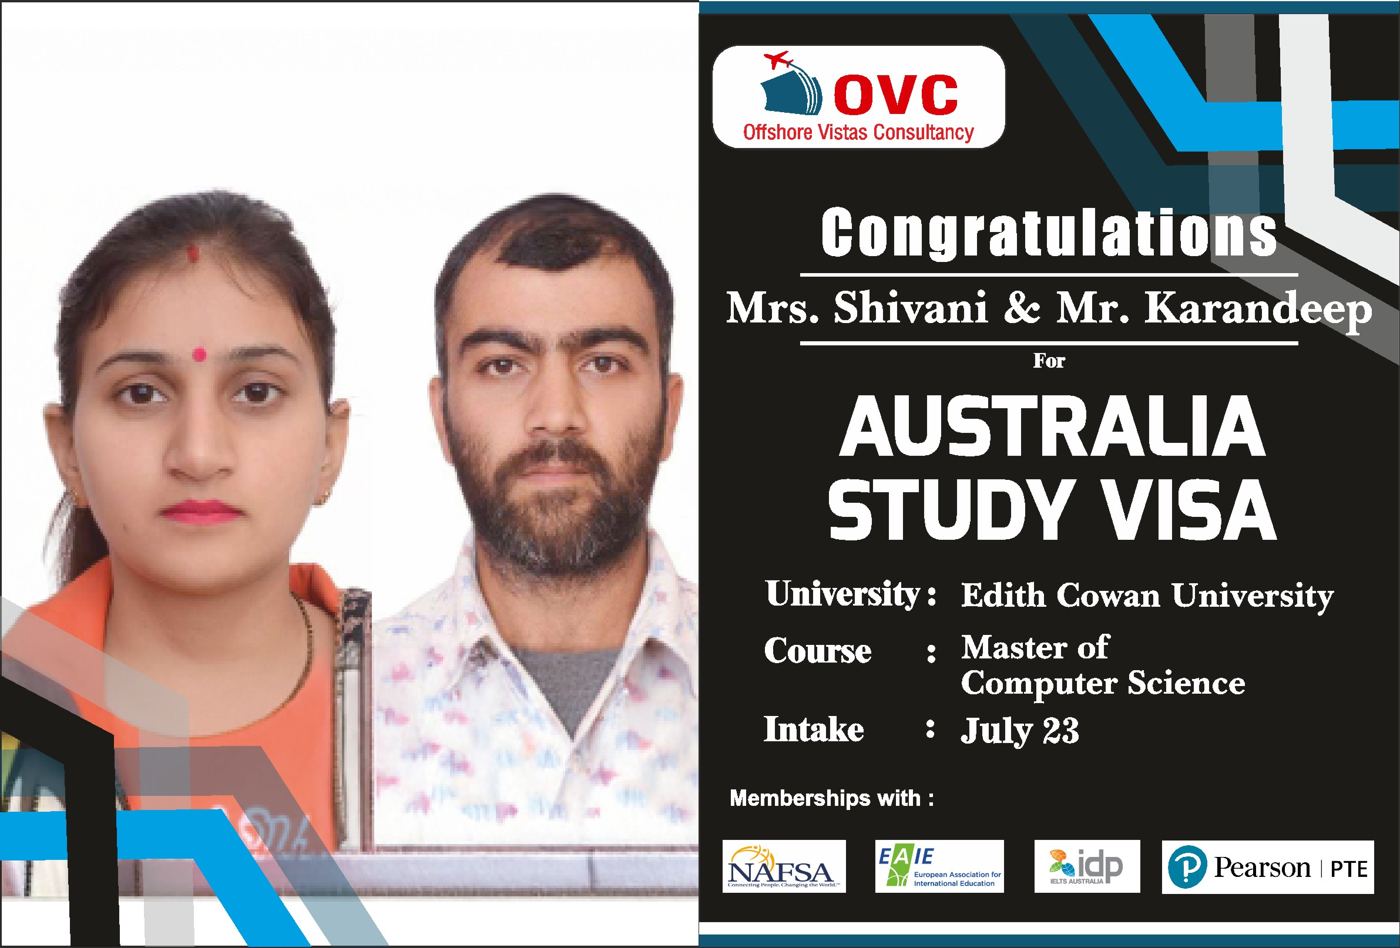 OVC
Offshore Vistas Consultancy
Congratulations
Mrs. Shivani & Mr. Karandeep
For
AUSTRALIA
STUDY VISA
University : Edith Cowan University
Course : Master of
Computer Science
Intake : July 23
Memberships with :
NAFSA
Connecting People. Changing the World.™
EAIE
European Association for
International Education
idp
IELTS AUSTRALIA
Pearson | PTE